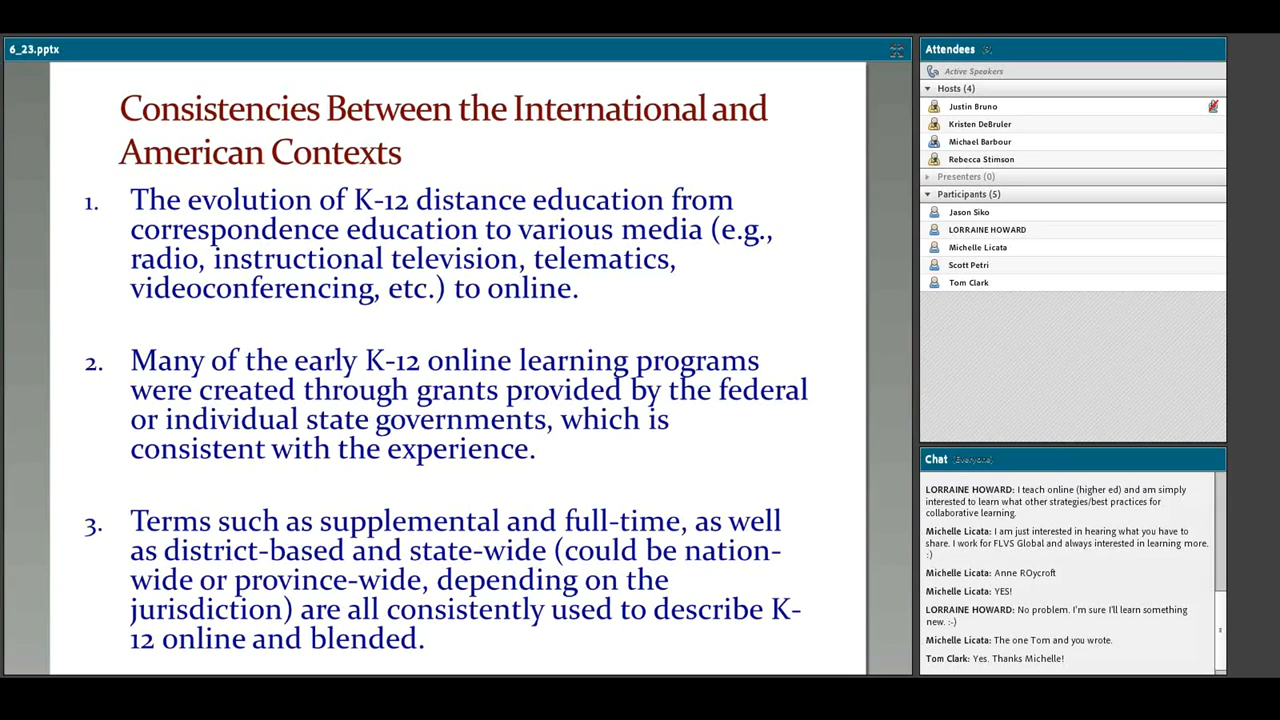 6_23.pptx
Consistencies Between the International and
American Contexts
1. The evolution of K-12 distance education from
correspondence education to various media (e.g.,
radio, instructional television, telematics,
videoconferencing, etc.) to online.
2. Many of the early K-12 online learning programs
were created through grants provided by the federal
or individual state governments, which is
consistent with the experience.
3. Terms such as supplemental and full-time, as well
as district-based and state-wide (could be nation-
wide or province-wide, depending on the
jurisdiction) are all consistently used to describe K-
12 online and blended.
Attendees
Active Speakers
Hosts (4)
Justin Bruno
Kristen DeBruler
Michael Barbour
Rebecca Stimson
Presenters (0)
Participants (5)
Jason Siko
LORRAINE HOWARD
Michelle Licata
Scott Petri
Tom Clark
Chat (Everyone)
LORRAINE HOWARD: I teach online (higher ed) and am simply
interested to learn what other strategies/best practices for
collaborative learning.
Michelle Licata: I am just interested in hearing what you have to
share. I work for FLVS Global and always interested in learning more.
:)
Michelle Licata: Anne ROycroft
Michelle Licata: YES!
LORRAINE HOWARD: No problem. I'm sure I'll learn something
new. :-)
Michelle Licata: The one Tom and you wrote.
Tom Clark: Yes. Thanks Michelle!